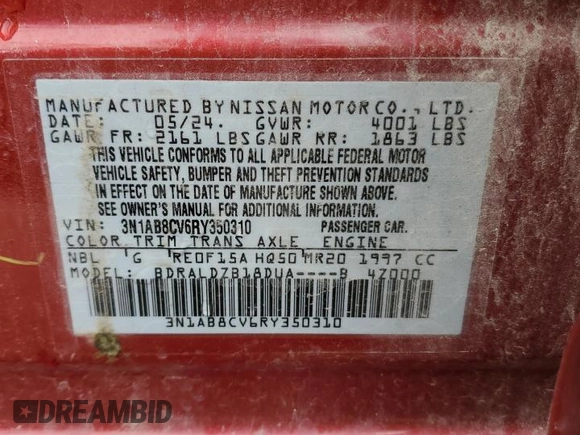 MANUFACTURED BY NISSAN MOTOR CO., LTD.
DATE: 05/24. GVWR: 4001 LBS
GAWR FR: 2161 LBS GAWR RR: 1863 LBS
THIS VEHICLE CONFORMS TO ALL APPLICABLE FEDERAL MOTOR
VEHICLE SAFETY, BUMPER AND THEFT PREVENTION STANDARDS
IN EFFECT ON THE DATE OF MANUFACTURE SHOWN ABOVE.
SEE OWNER'S MANUAL FOR ADDITIONAL INFORMATION.
VIN: 3N1AB8CV6RY350310 PASSENGER CAR.
COLOR TRIM TRANS AXLE ENGINE
NBL G RE0F15A HQ50 MR20 1997 CC
MODEL: BDRALDZB18DUA----B 4Z000
3N1AB8CV6RY350310
DREAMBID